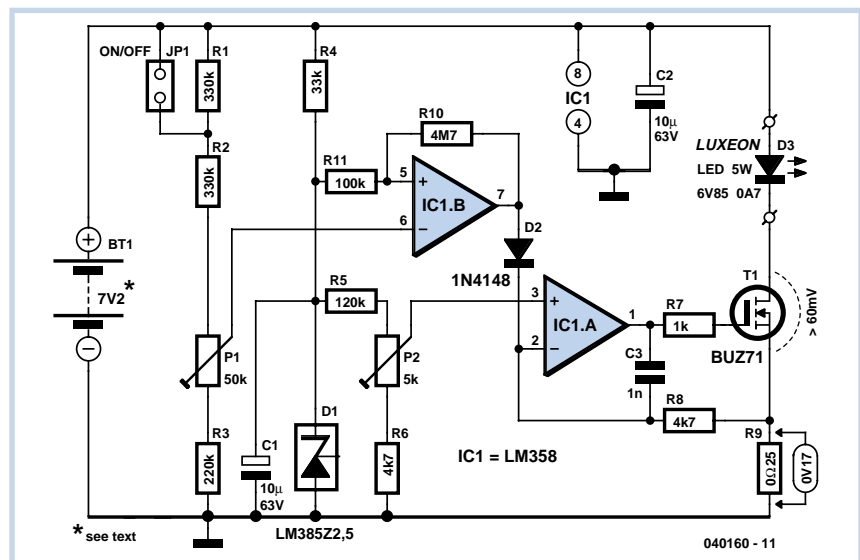 ON/OFF
JP1
R1
330k
R2
330k
BT1
7V2
*
P1
50k
R3
220k
C1
10µ
63V
R4
33k
R11
100k
R10
4M7
5
+
6
−
7
IC1.B
D2
1N4148
R5
120k
P2
5k
R6
4k7
D1
LM385Z2,5
3
+
2
−
1
IC1.A
IC1 = LM358
R7
1k
C3
1n
R8
4k7
8
IC1
4
C2
10µ
63V
LUXEON
D3
LED 5W
6V85 0A7
T1
BUZ71
> 60mV
R9
0Ω25
0V17
* see text
040160 - 11